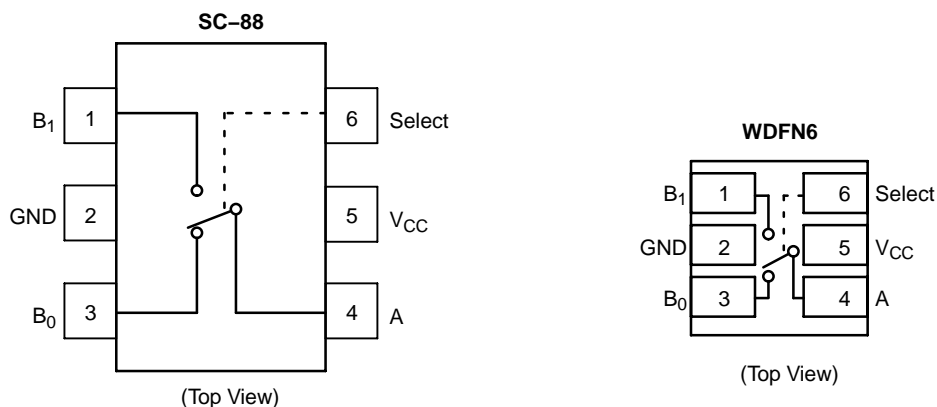 SC–88
B1 1 6 Select
GND 2 5 VCC
B0 3 4 A
(Top View)
WDFN6
B1 1 6 Select
GND 2 5 VCC
B0 3 4 A
(Top View)